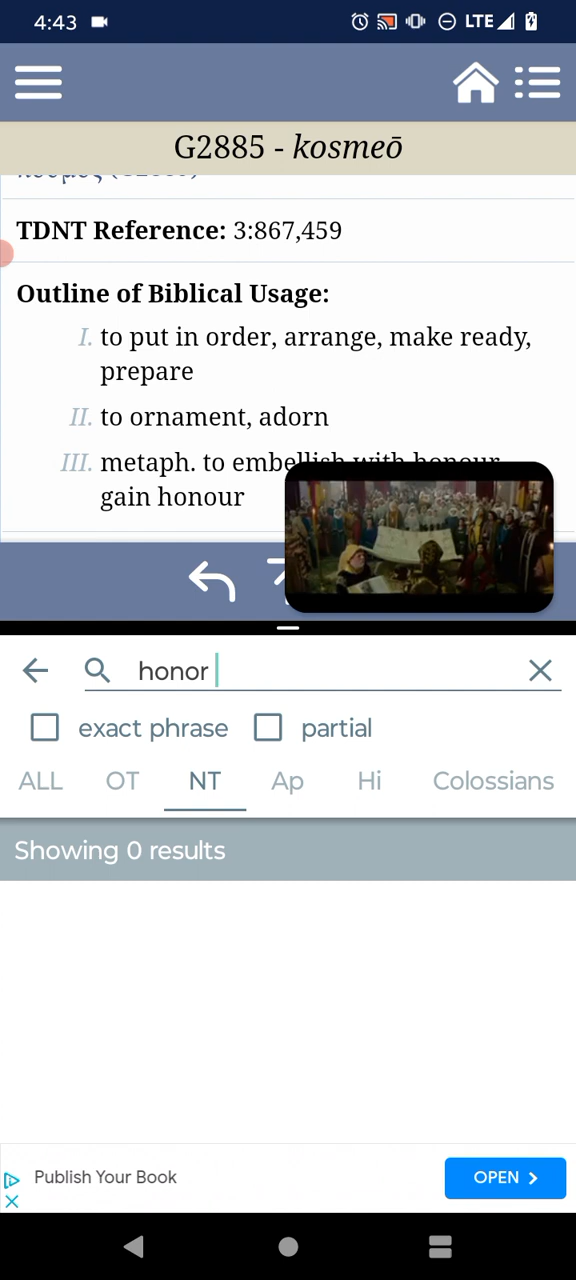 4:43 LTE
G2885 - kosmeō
TDNT Reference: 3:867,459
Outline of Biblical Usage:
I. to put in order, arrange, make ready,
prepare
II. to ornament, adorn
III. metaph. to embellish with honour,
gain honour
honor
exact phrase partial
ALL OT NT Ap Hi Colossians
Showing 0 results
Publish Your Book OPEN